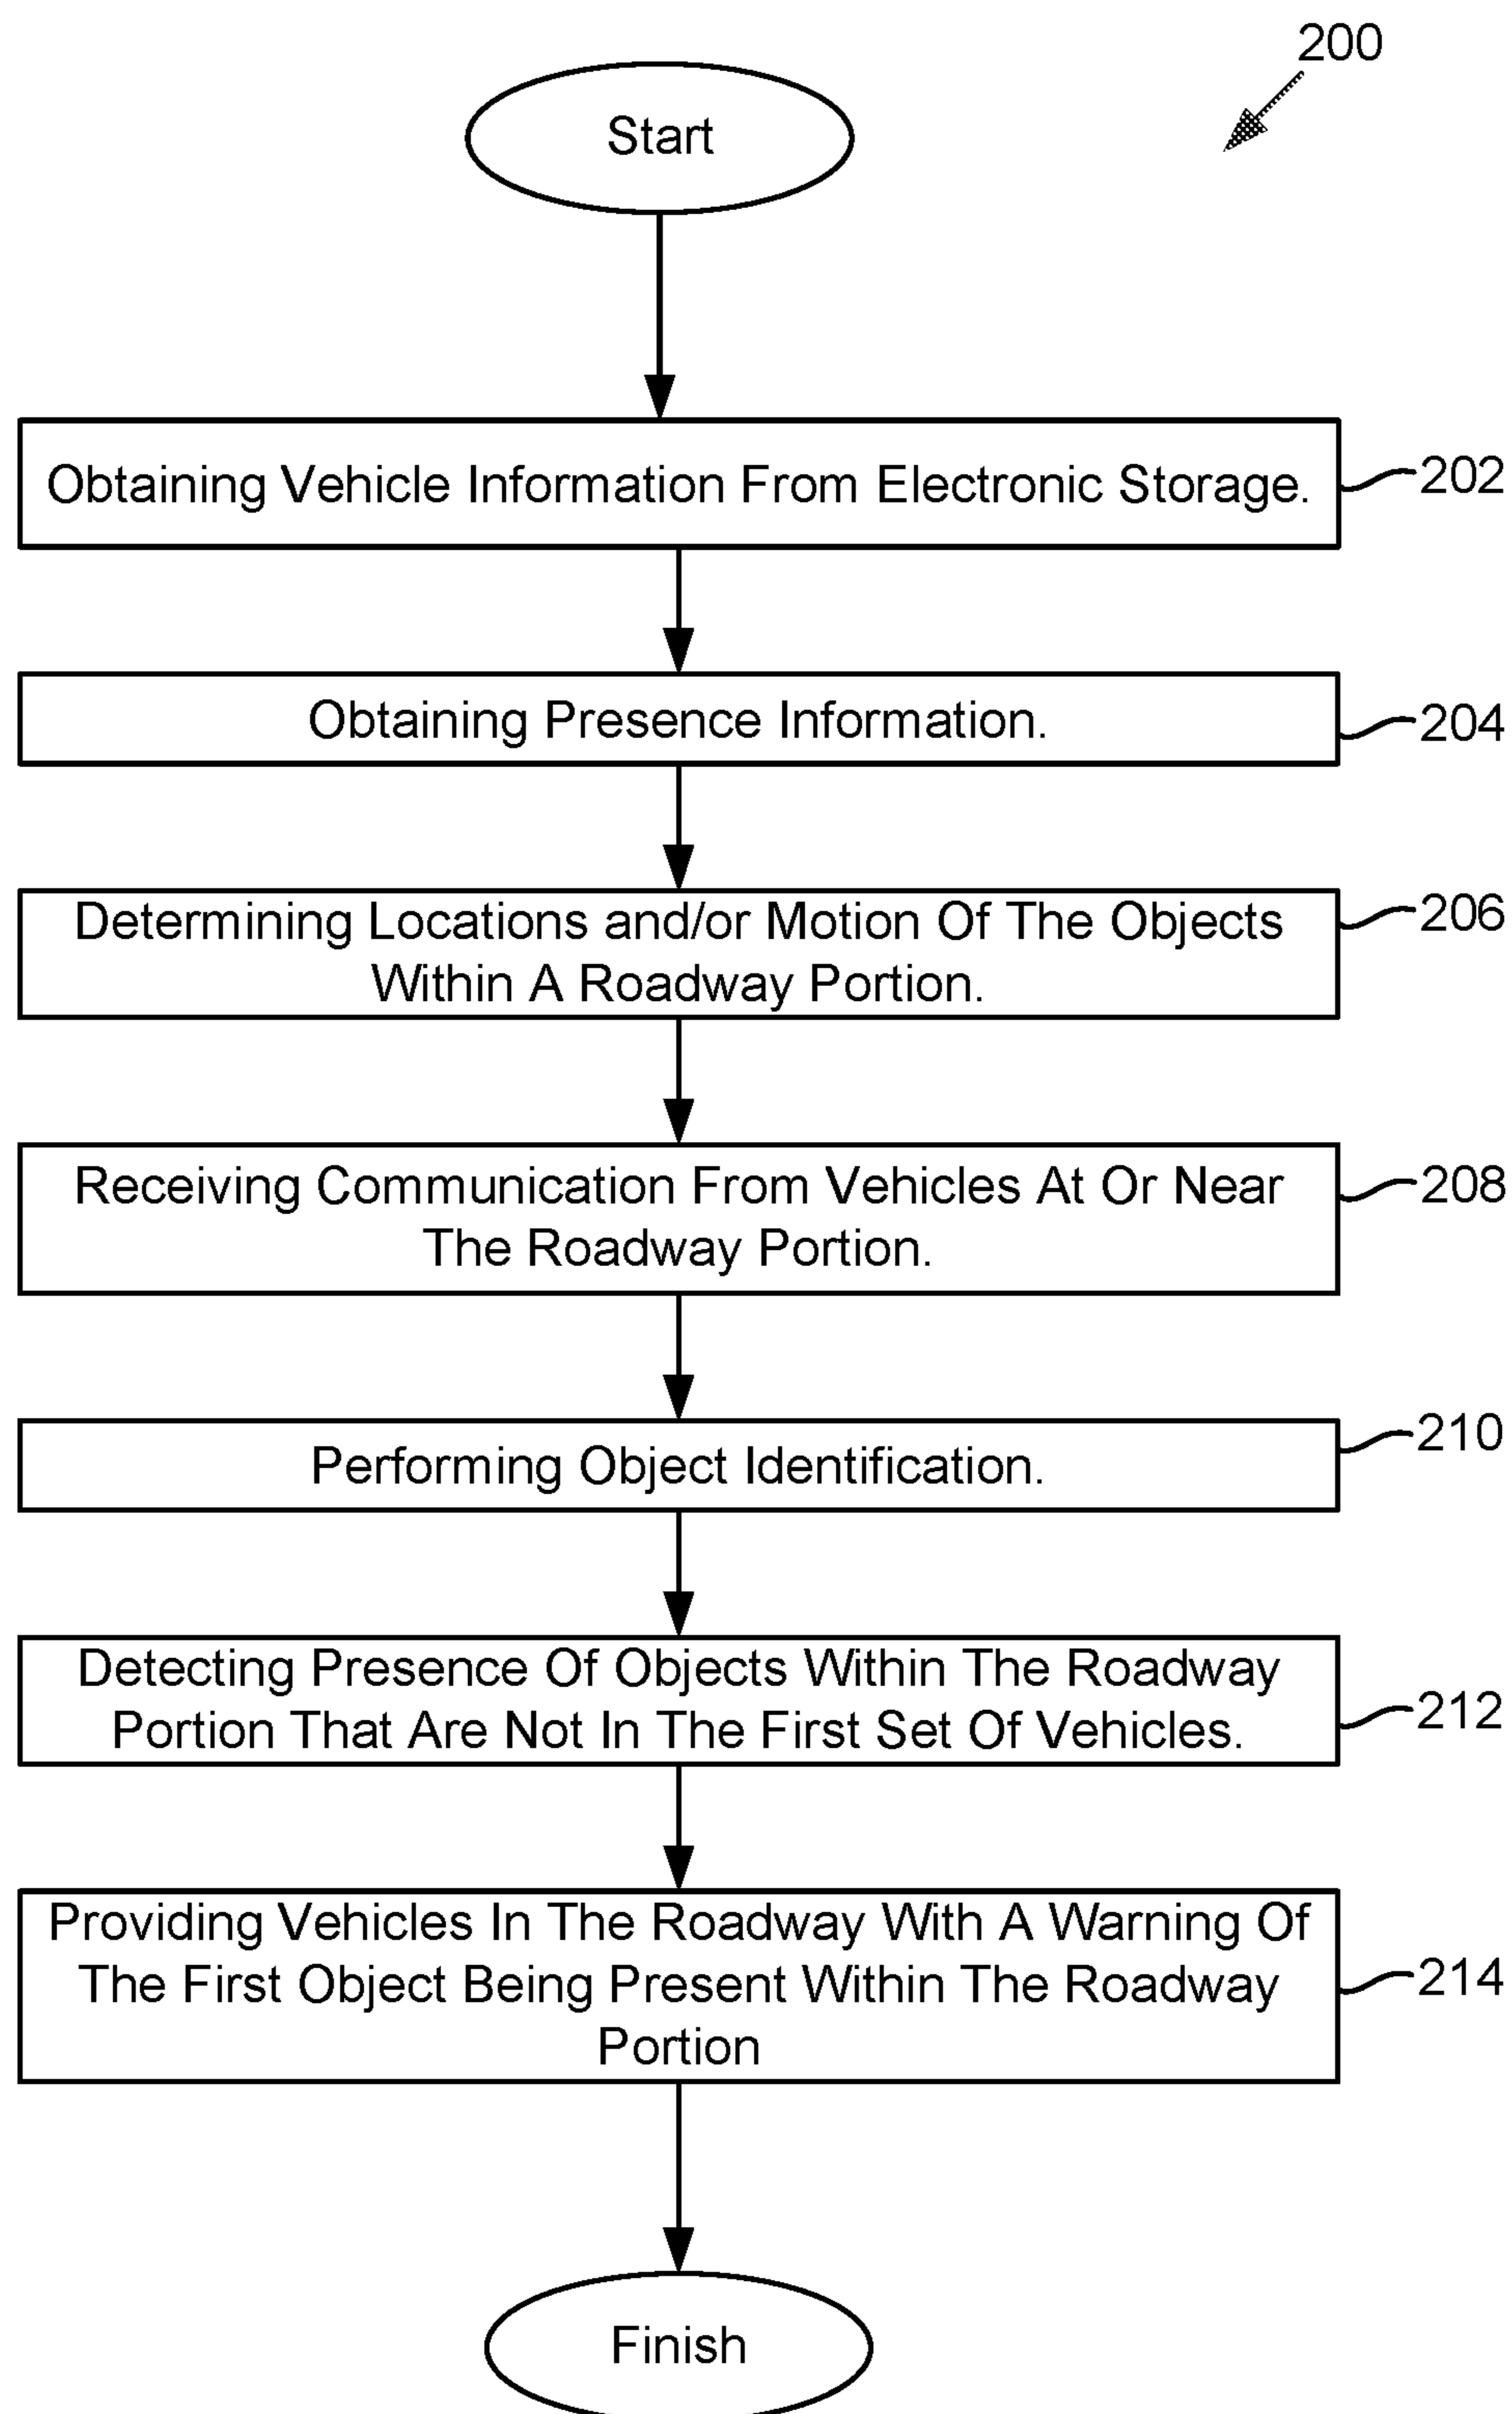 200
Start
Obtaining Vehicle Information From Electronic Storage.
202
Obtaining Presence Information.
204
Determining Locations and/or Motion Of The Objects
Within A Roadway Portion.
206
Receiving Communication From Vehicles At Or Near
The Roadway Portion.
208
Performing Object Identification.
210
Detecting Presence Of Objects Within The Roadway
Portion That Are Not In The First Set Of Vehicles.
212
Providing Vehicles In The Roadway With A Warning Of
The First Object Being Present Within The Roadway
Portion
214
Finish